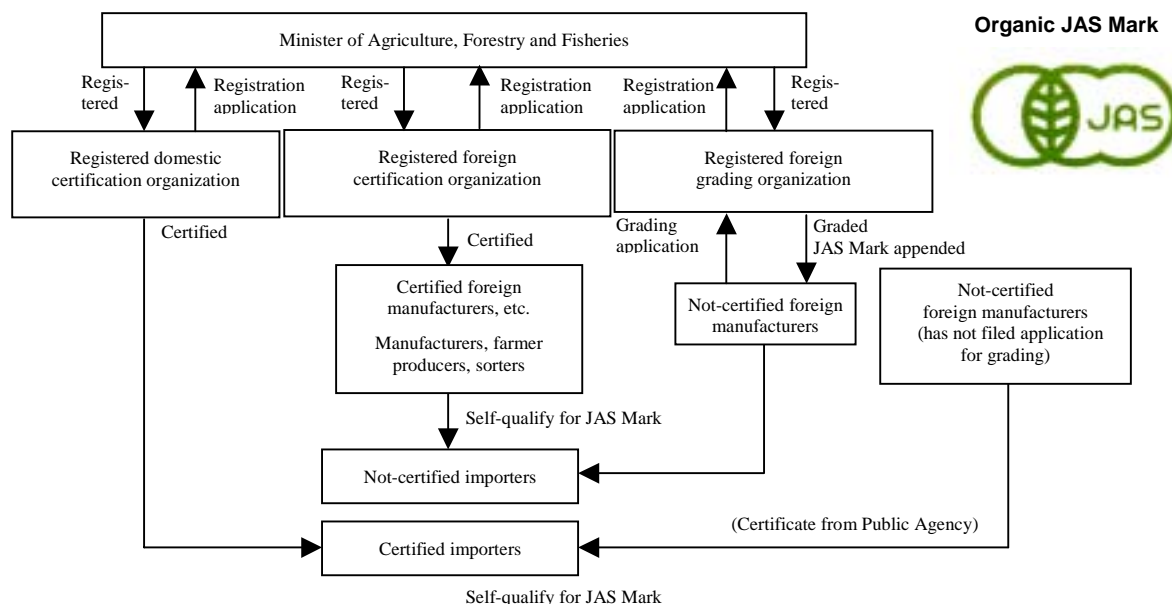 Organic JAS Mark
Minister of Agriculture, Forestry and Fisheries
Regis-
tered
Registration
application
Regis-
tered
Registration
application
Registration
application
Regis-
tered
JAS
Registered domestic
certification organization
Registered foreign
certification organization
Registered foreign
grading organization
Certified
Certified
Grading
application
Graded
JAS Mark appended
Certified foreign
manufacturers, etc.
Manufacturers, farmer
producers, sorters
Not-certified foreign
manufacturers
Not-certified
foreign manufacturers
(has not filed application
for grading)
Self-qualify for JAS Mark
Not-certified importers
(Certificate from Public Agency)
Certified importers
Self-qualify for JAS Mark